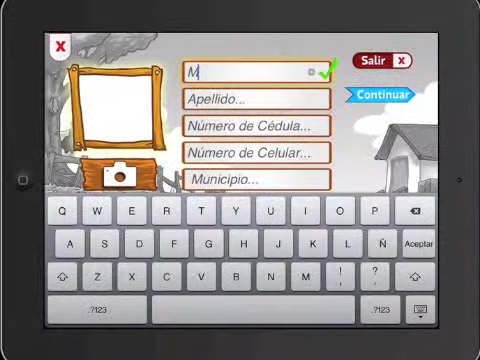 X
Salir X
M
Continuar
Apellido...
Número de Cédula...
Número de Celular...
Municipio...
Q W E R T Y U I O P
A S D F G H J K L Ñ Aceptar
Z X C V B N M ! , ? .
.?123 .?123